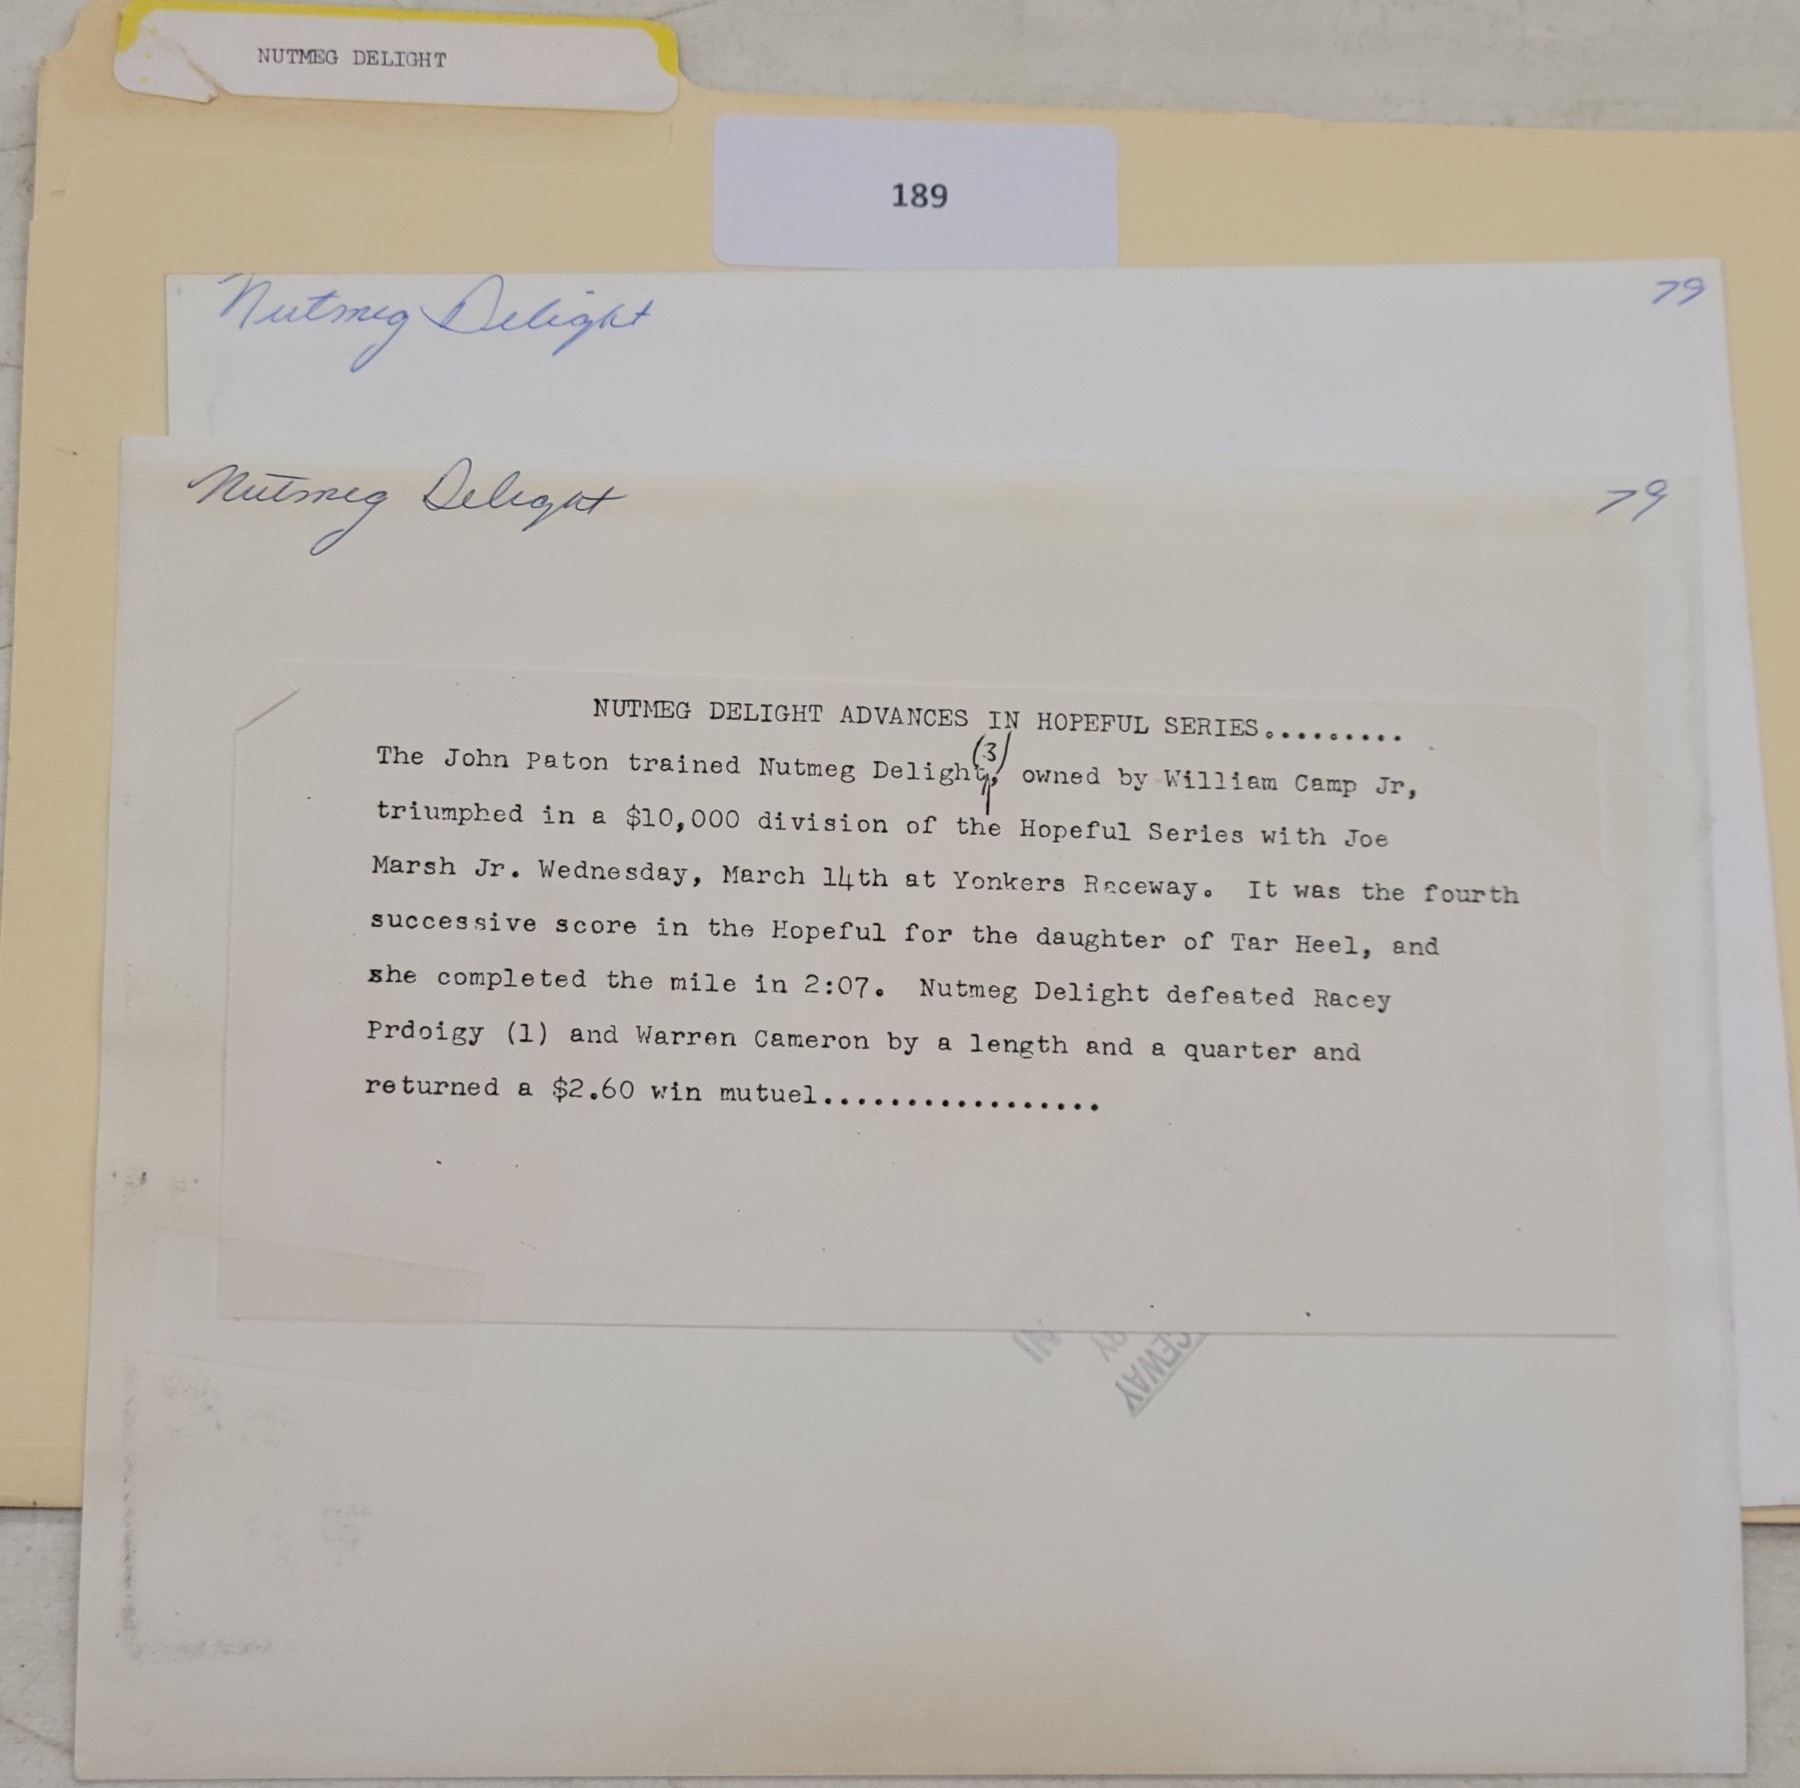 NUTMEG DELIGHT
189
Nutmeg Delight 79
Nutmeg Delight 79
NUTMEG DELIGHT ADVANCES IN HOPEFUL SERIES.........
(3)
The John Paton trained Nutmeg Delight, owned by William Camp Jr,
triumphed in a $10,000 division of the Hopeful Series with Joe
Marsh Jr. Wednesday, March 14th at Yonkers Raceway. It was the fourth
successive score in the Hopeful for the daughter of Tar Heel, and
she completed the mile in 2:07. Nutmeg Delight defeated Racey
Prdoigy (1) and Warren Cameron by a length and a quarter and
returned a $2.60 win mutuel.................
CEWAY
RY